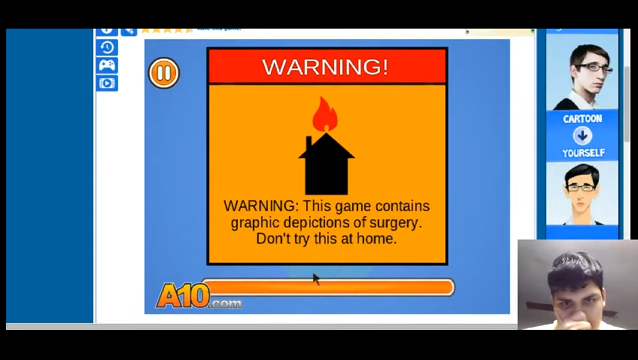 WARNING!
WARNING: This game contains
graphic depictions of surgery.
Don't try this at home.
A10.com
CARTOON
YOURSELF